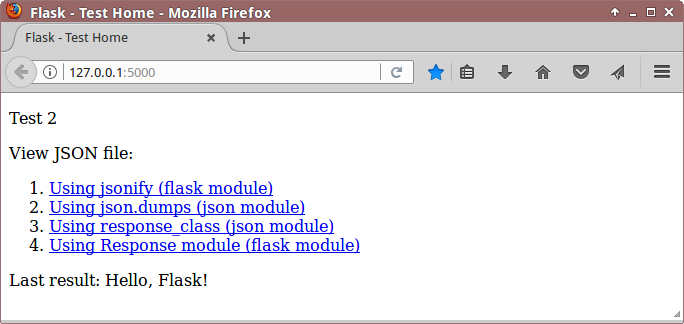 Flask - Test Home - Mozilla Firefox
Flask - Test Home
127.0.0.1:5000
Test 2
View JSON file:
1. Using jsonify (flask module)
2. Using json.dumps (json module)
3. Using response_class (json module)
4. Using Response module (flask module)
Last result: Hello, Flask!